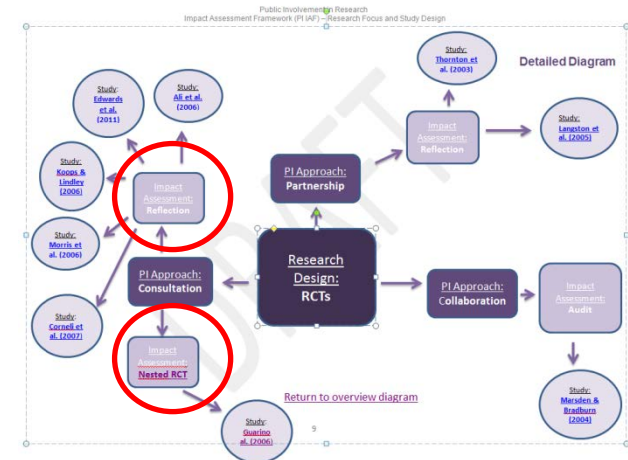 Public Involvement in Research
Impact Assessment Framework (PI IAF) – Research Focus and Study Design
Detailed Diagram
Study:
Thornton et
al. (2003)
Study:
Edwards
et al.
(2011)
Study:
Ali et al.
(2006)
Impact
Assessment:
Reflection
Study:
Langston et
al. (2005)
Study:
Koops &
Lindley
(2006)
Impact
Assessment:
Reflection
PI Approach:
Partnership
Study:
Morris et
al. (2006)
PI Approach:
Consultation
Research
Design:
RCTs
PI Approach:
Collaboration
Impact
Assessment:
Audit
Study:
Corneli et
al. (2007)
Impact
Assessment:
Nested RCT
Return to overview diagram
Study:
Guarino
et al. (2006)
Study:
Marsden &
Bradburn
(2004)
9
DRAFT